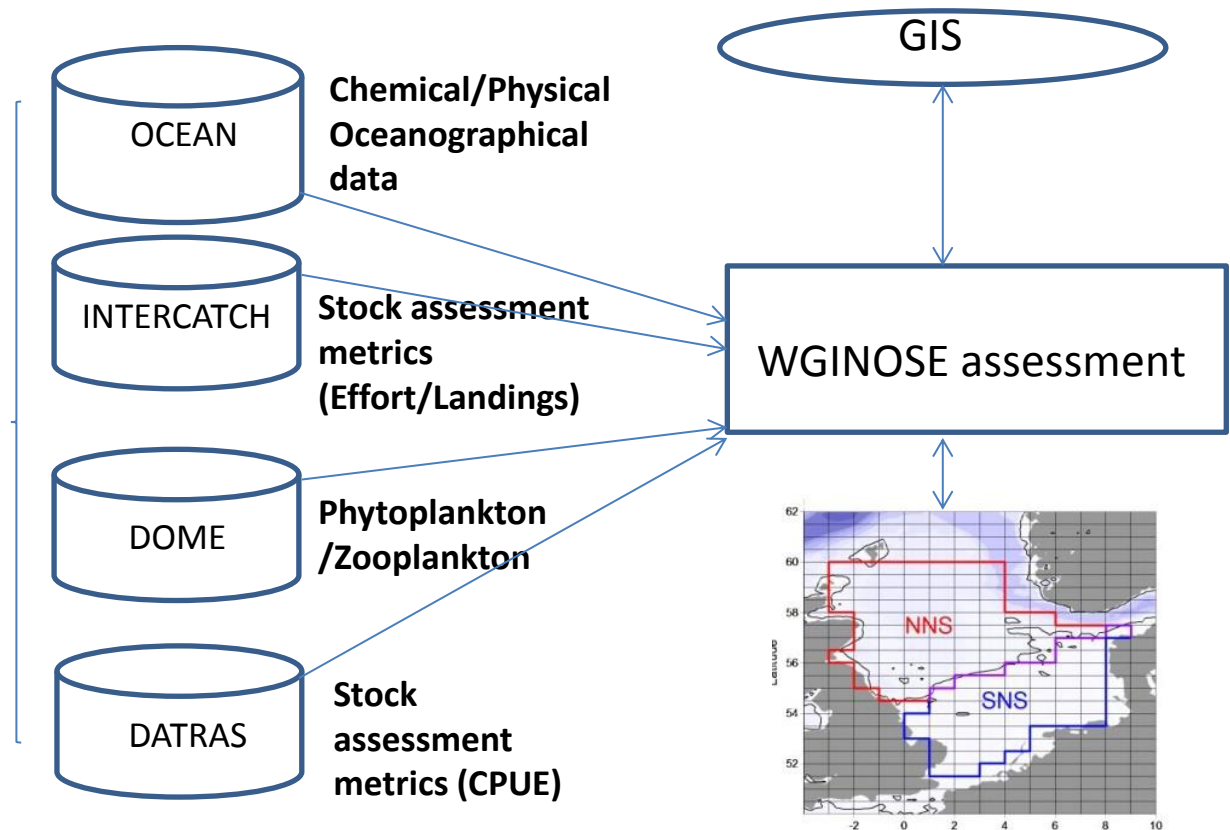 GIS
OCEAN
Chemical/Physical
Oceanographical
data
INTERCATCH
Stock assessment
metrics
(Effort/Landings)
WGINOSE assessment
DOME
Phytoplankton
/Zooplankton
DATRAS
Stock
assessment
metrics (CPUE)
62
60
58
56
54
52
Latitude
NNS
SNS
-2 0 2 4 6 8 10